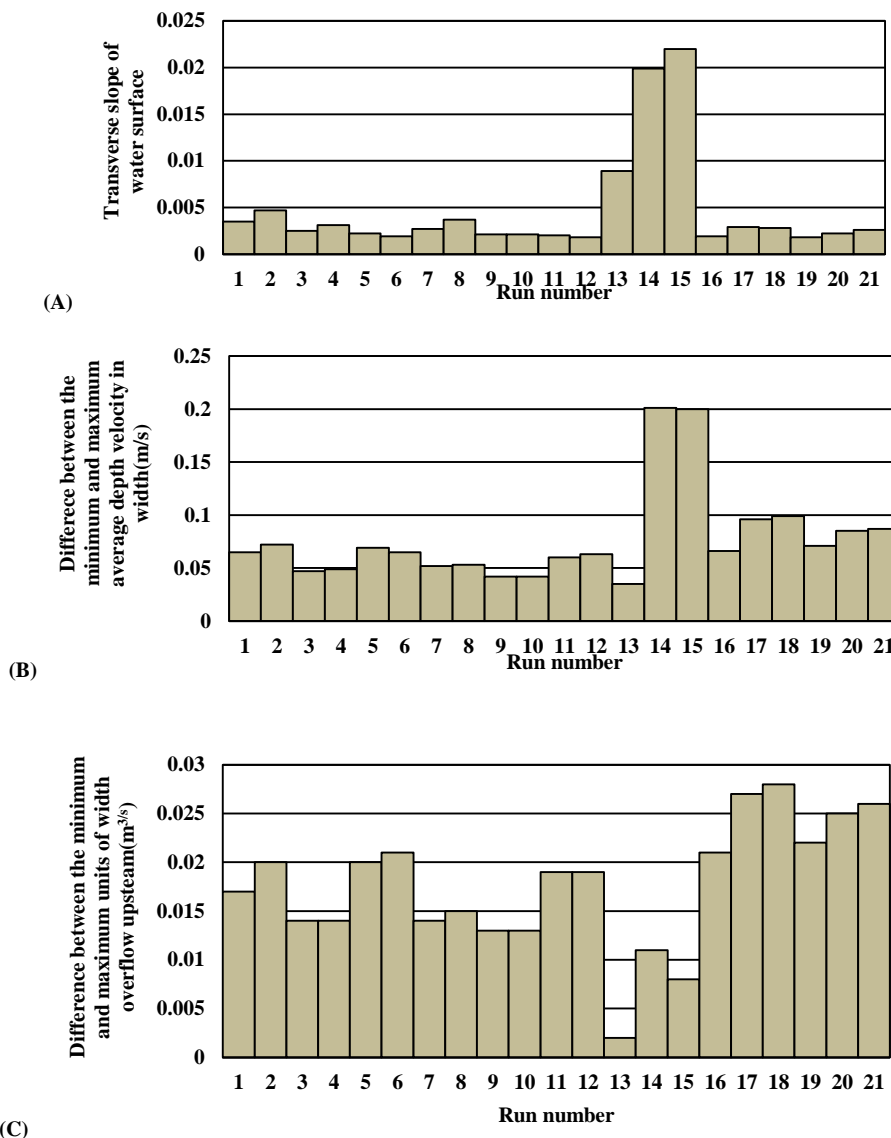 Transverse slope of
water surface
0.025
0.02
0.015
0.01
0.005
0
1 2 3 4 5 6 7 8 9 10 11 12 13 14 15 16 17 18 19 20 21
Run number
(A)
Differece between the
minimum and maximum
average depth velocity in
width(m/s)
0.25
0.2
0.15
0.1
0.05
0
1 2 3 4 5 6 7 8 9 10 11 12 13 14 15 16 17 18 19 20 21
Run number
(B)
Difference between the minimum
and maximum units of width
overflow upsteam(m3/s)
0.03
0.025
0.02
0.015
0.01
0.005
0
1 2 3 4 5 6 7 8 9 10 11 12 13 14 15 16 17 18 19 20 21
Run number
(C)